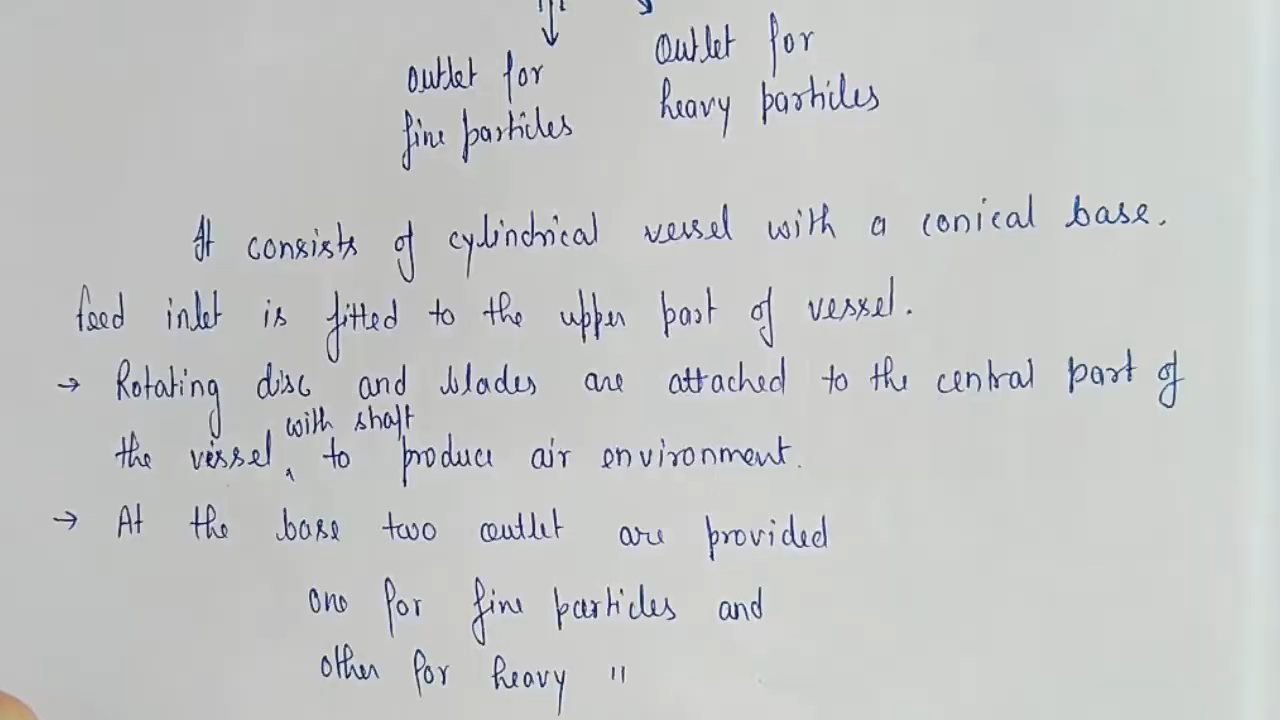 outlet for
fine particles
outlet for
heavy particles
It consists of cylindrical vessel with a conical base.
feed inlet is fitted to the upper part of vessel.
→ Rotating disc and blades are attached to the central part of
with shaft
the vessel ‸ to produce air environment.
→ At the base two outlet are provided
one for fine particles and
other for heavy "